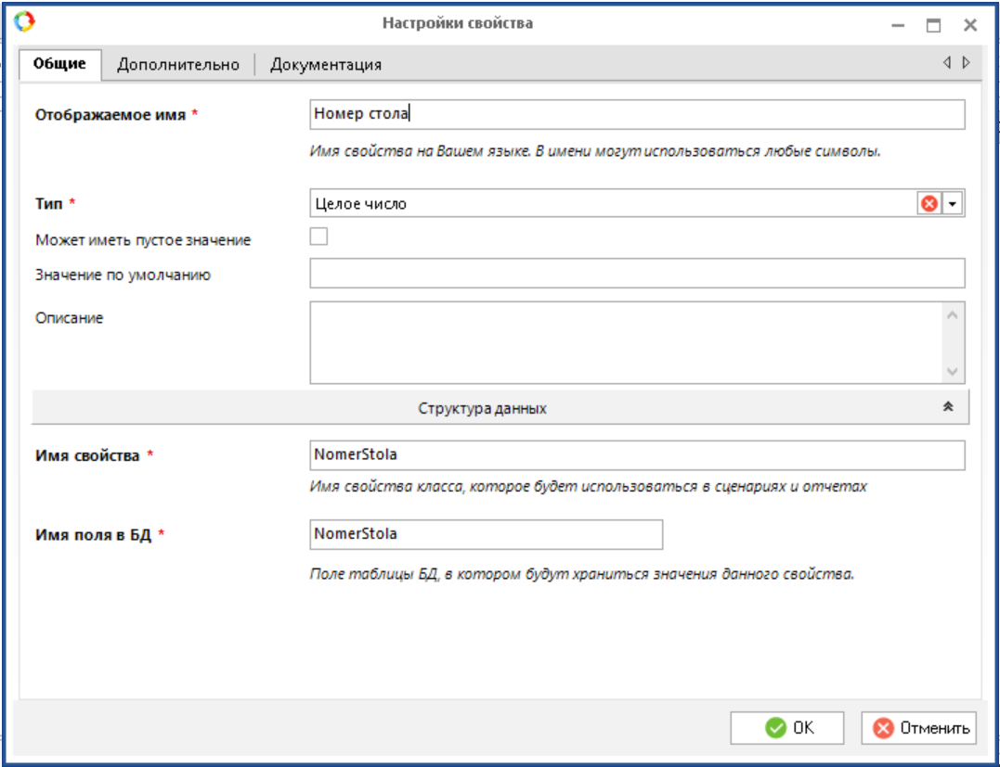 Настройки свойства
Общие Дополнительно Документация
Отображаемое имя * Номер стола
Имя свойства на Вашем языке. В имени могут использоваться любые символы.
Тип * Целое число
Может иметь пустое значение
Значение по умолчанию
Описание
Структура данных
Имя свойства * NomerStola
Имя свойства класса, которое будет использоваться в сценариях и отчетах
Имя поля в БД * NomerStola
Поле таблицы БД, в котором будут храниться значения данного свойства.
OK Отменить